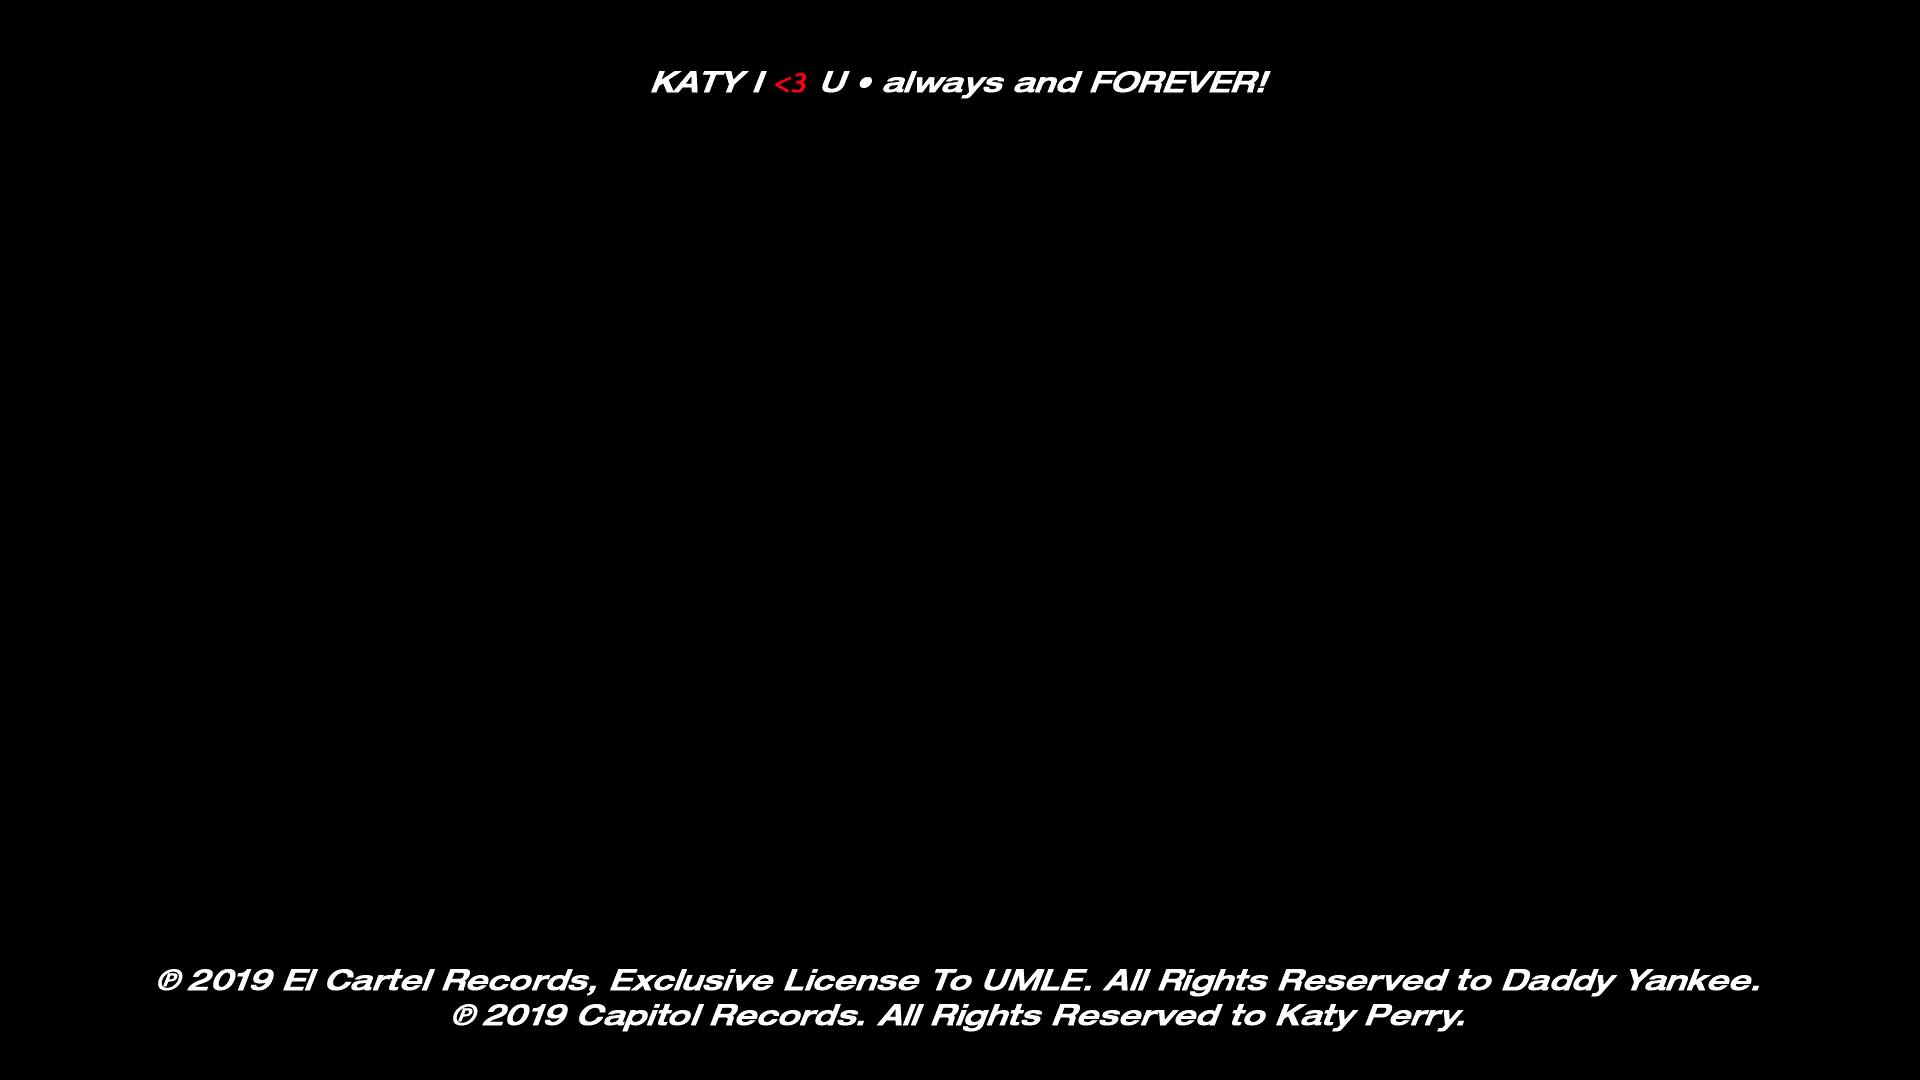 KATY I <3 U • always and FOREVER!
℗ 2019 El Cartel Records, Exclusive License To UMLE. All Rights Reserved to Daddy Yankee.
℗ 2019 Capitol Records. All Rights Reserved to Katy Perry.